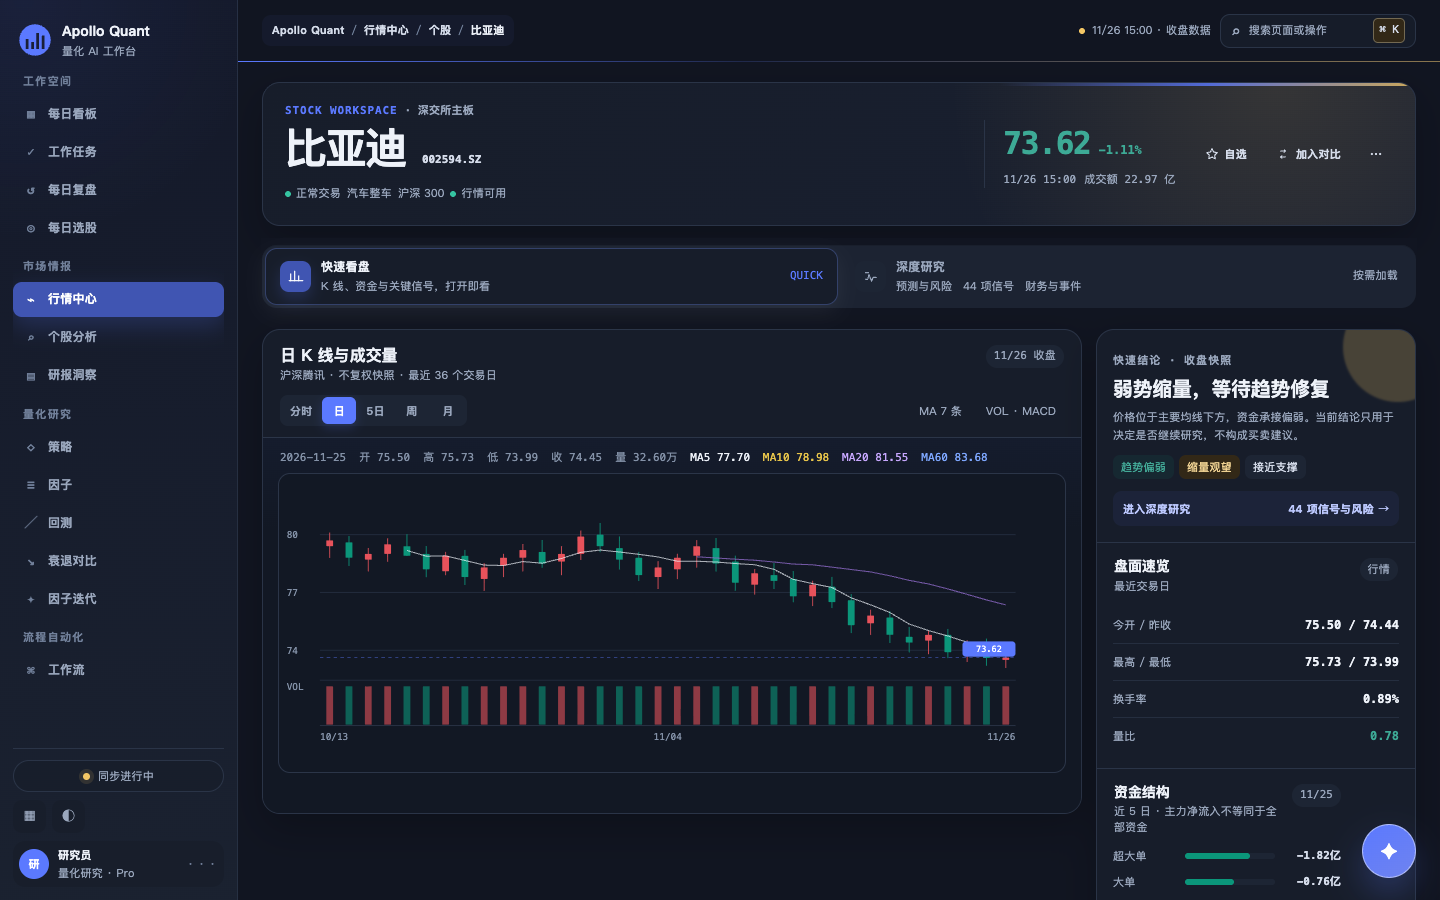 Apollo Quant
量化 AI 工作台
工作空间
每日看板
工作任务
每日复盘
每日选股
市场情报
行情中心
个股分析
研报洞察
量化研究
策略
因子
回测
衰退对比
因子迭代
流程自动化
工作流
同步进行中
研 研究员
量化研究 · Pro
Apollo Quant / 行情中心 / 个股 / 比亚迪
11/26 15:00 · 收盘数据
搜索页面或操作 ⌘ K
STOCK WORKSPACE · 深交所主板
比亚迪 002594.SZ
正常交易 汽车整车 沪深 300 行情可用
73.62 -1.11%
11/26 15:00 成交额 22.97 亿
自选 加入对比 ···
快速看盘
K 线、资金与关键信号，打开即看
QUICK
深度研究
预测与风险 44 项信号 财务与事件
按需加载
日 K 线与成交量
沪深腾讯 · 不复权快照 · 最近 36 个交易日
11/26 收盘
分时 日 5日 周 月
MA 7 条 VOL · MACD
2026-11-25 开 75.50 高 75.73 低 73.99 收 74.45 量 32.60万 MA5 77.70 MA10 78.98 MA20 81.55 MA60 83.68
80
77
74
73.62
VOL
10/13 11/04 11/26
快速结论 · 收盘快照
弱势缩量，等待趋势修复
价格位于主要均线下方，资金承接偏弱。当前结论只用于
决定是否继续研究，不构成买卖建议。
趋势偏弱 缩量观望 接近支撑
进入深度研究 44 项信号与风险 →
盘面速览
最近交易日
行情
今开 / 昨收 75.50 / 74.44
最高 / 最低 75.73 / 73.99
换手率 0.89%
量比 0.78
资金结构
近 5 日 · 主力净流入不等同于全
部资金
11/25
超大单 -1.82亿
大单 -0.76亿